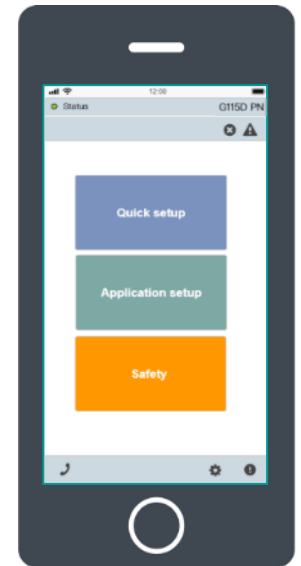 12:00
Status G115D PN
Quick setup
Application setup
Safety